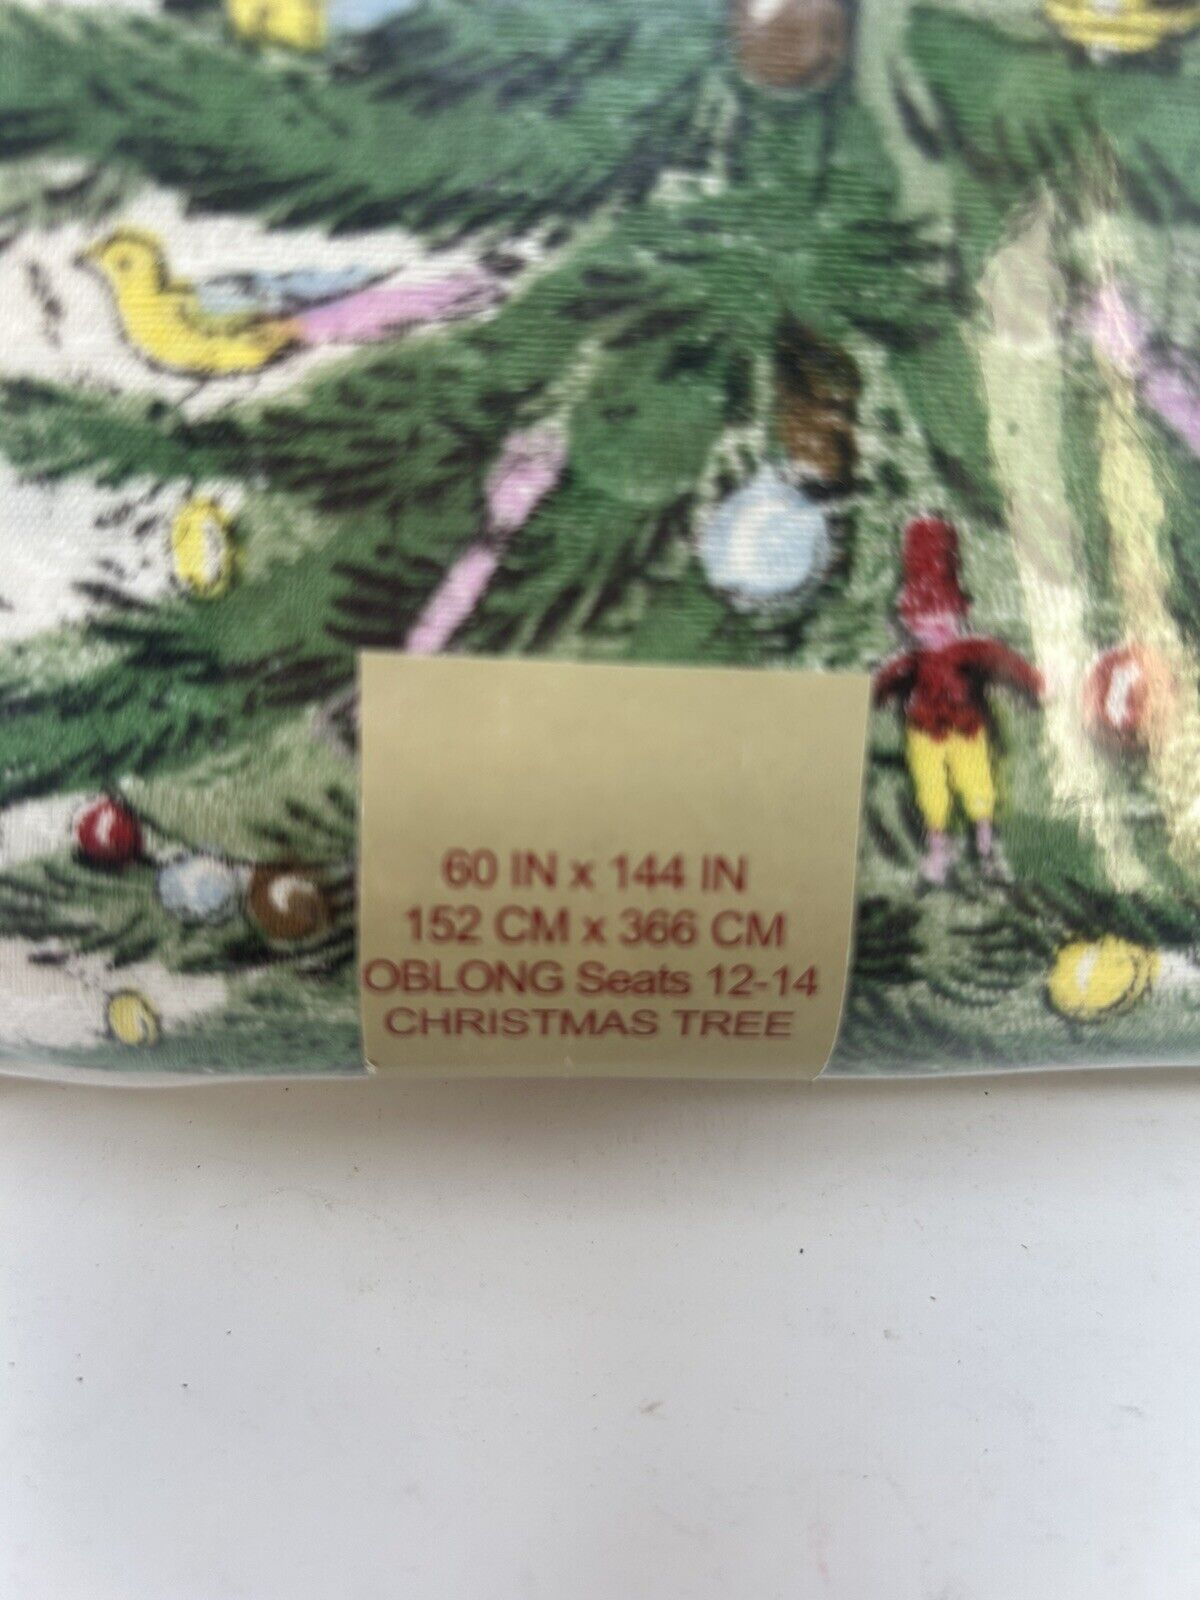 60 IN x 144 IN
152 CM x 366 CM
OBLONG Seats 12-14
CHRISTMAS TREE